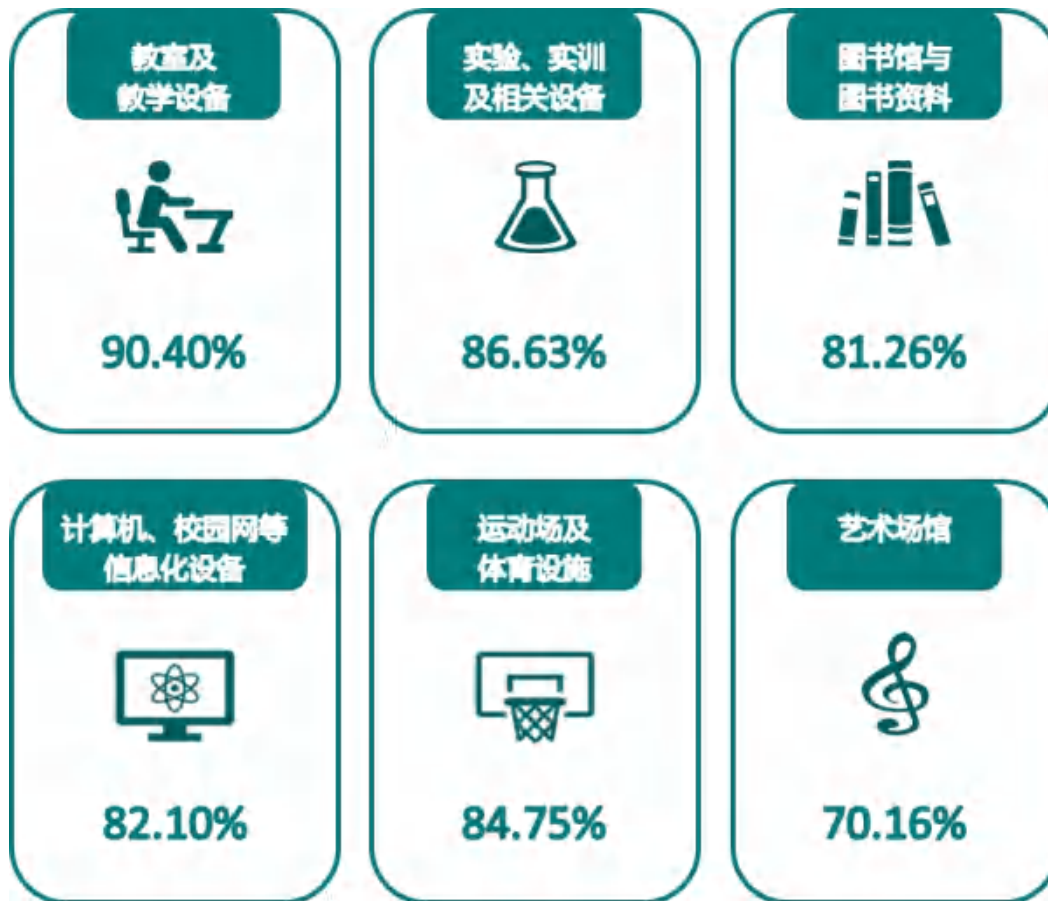 教室及
教学设备
90.40%
实验、实训
及相关设备
86.63%
图书馆与
图书资料
81.26%
计算机、校园网等
信息化设备
82.10%
运动场及
体育设施
84.75%
艺术场馆
70.16%